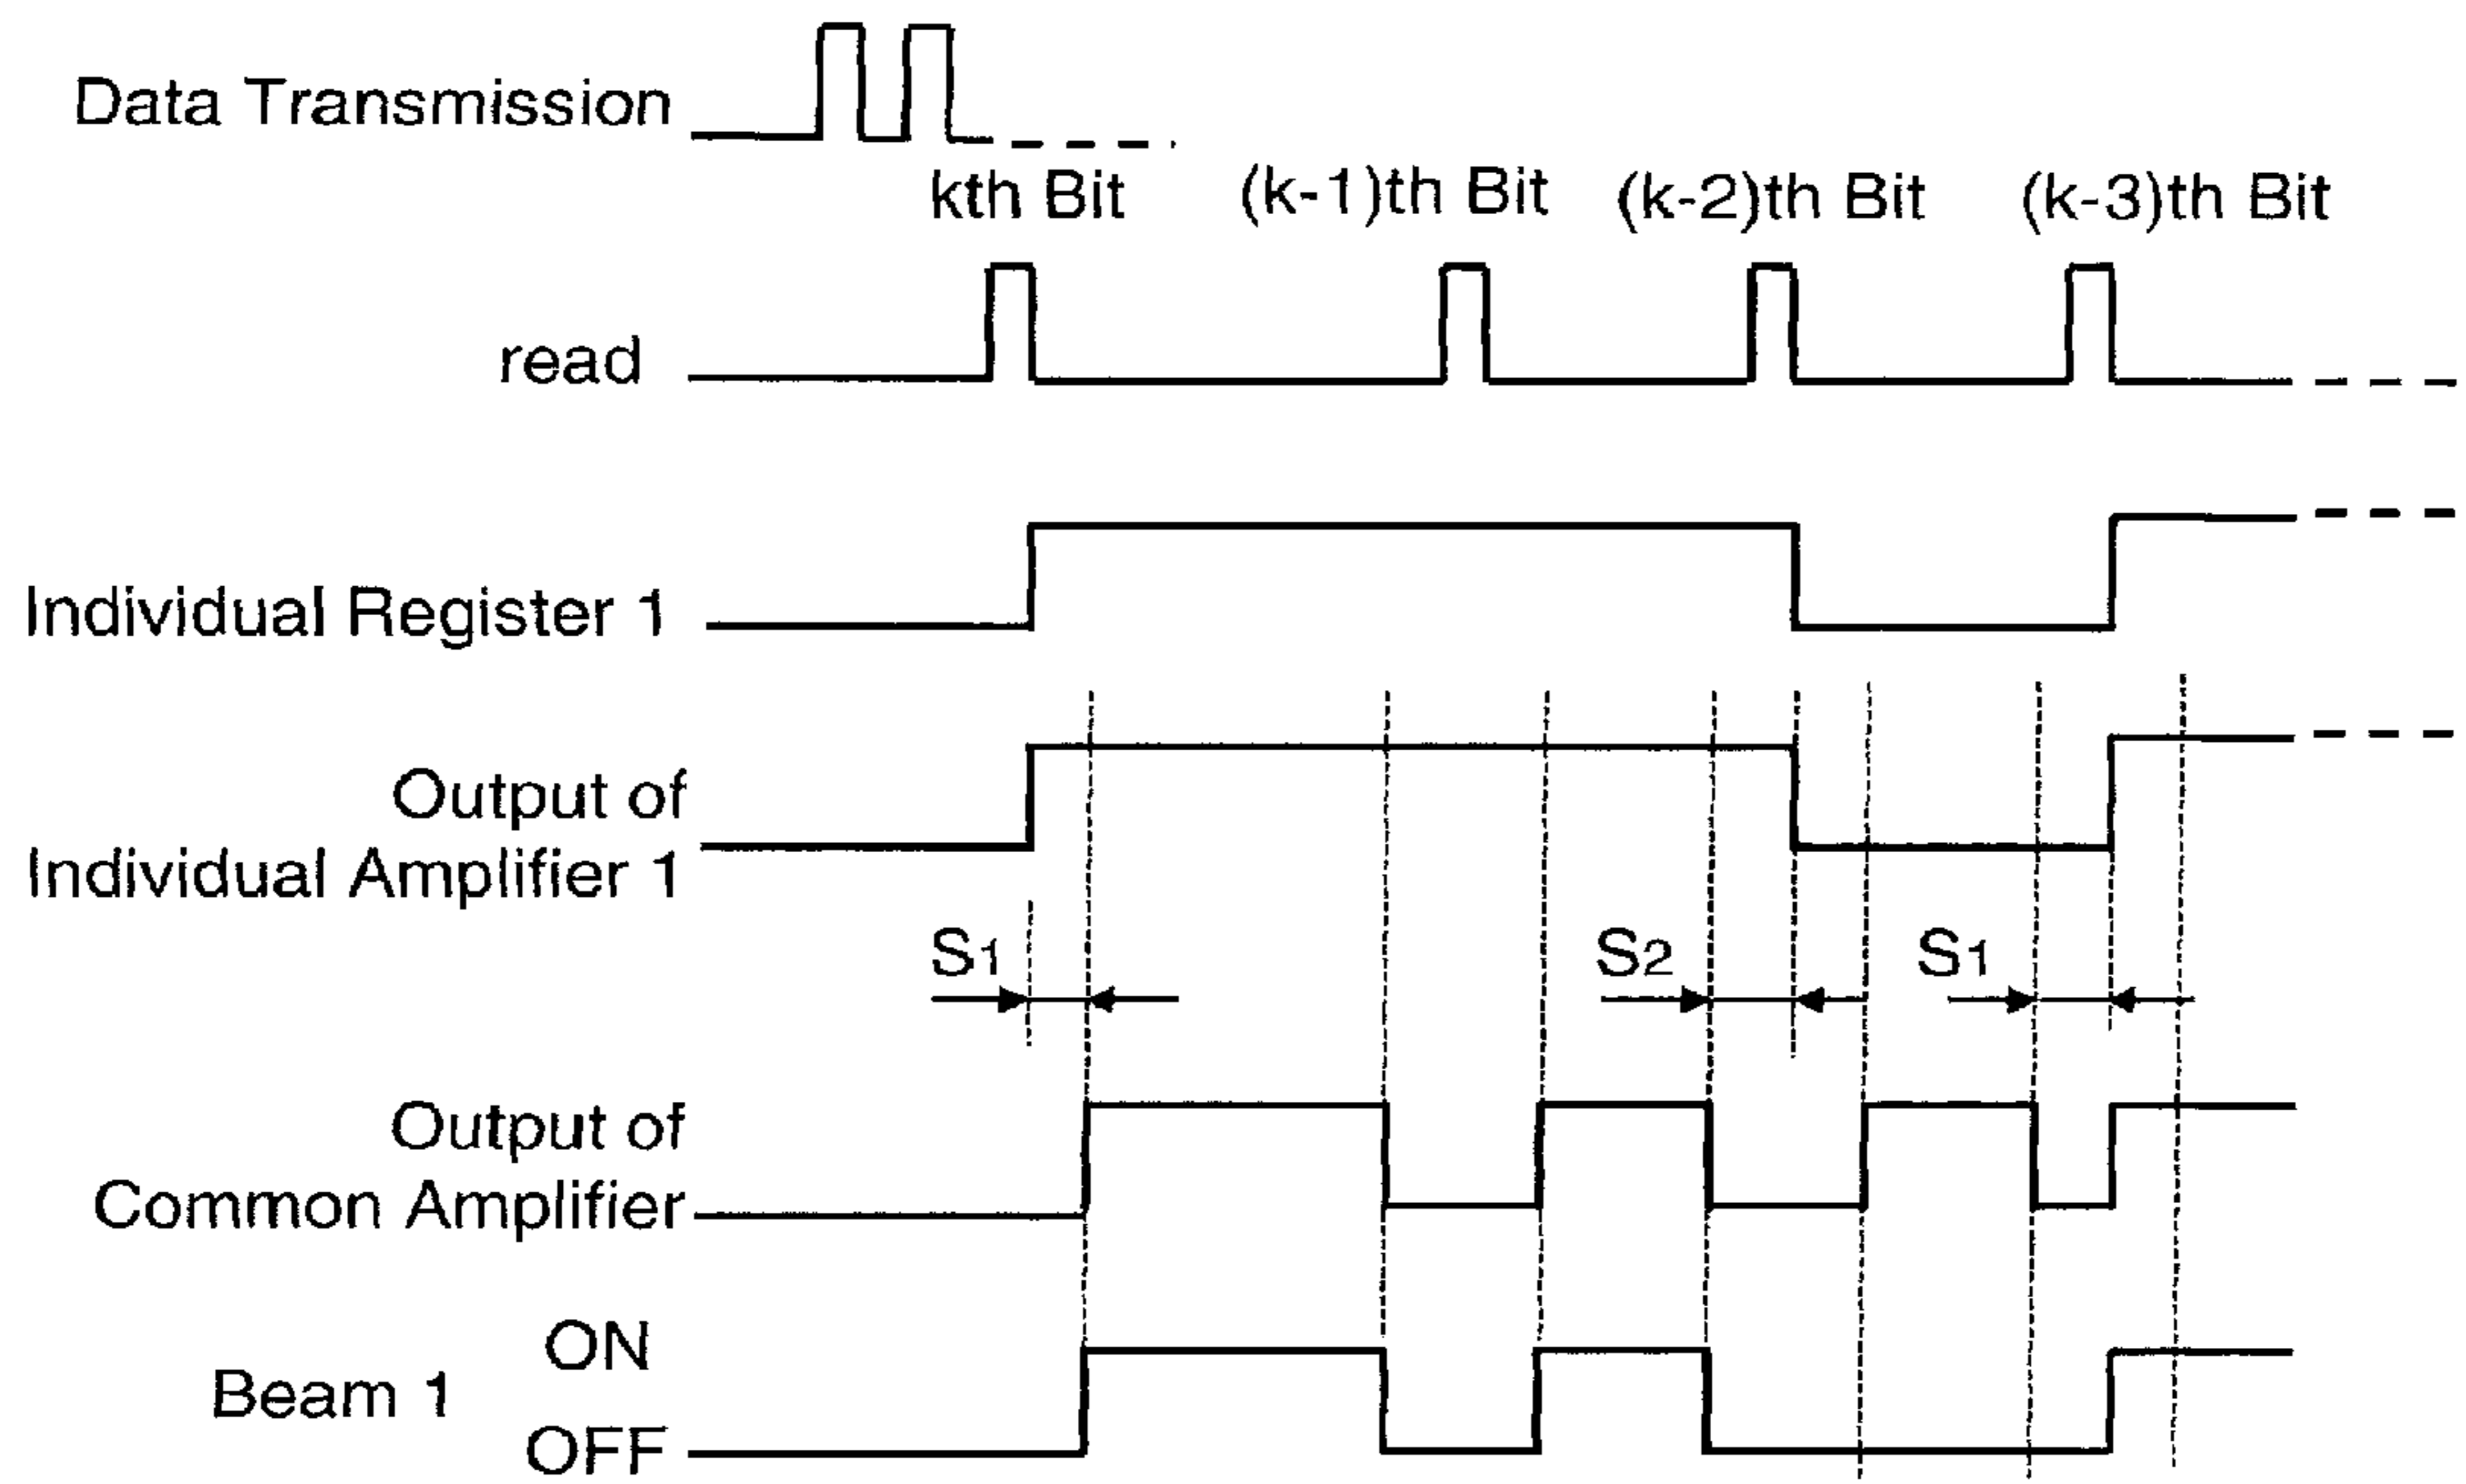 Data Transmission
kth Bit (k-1)th Bit (k-2)th Bit (k-3)th Bit
read
Individual Register 1
Output of
Individual Amplifier 1
S1 S2 S1
Output of
Common Amplifier
ON
Beam 1
OFF